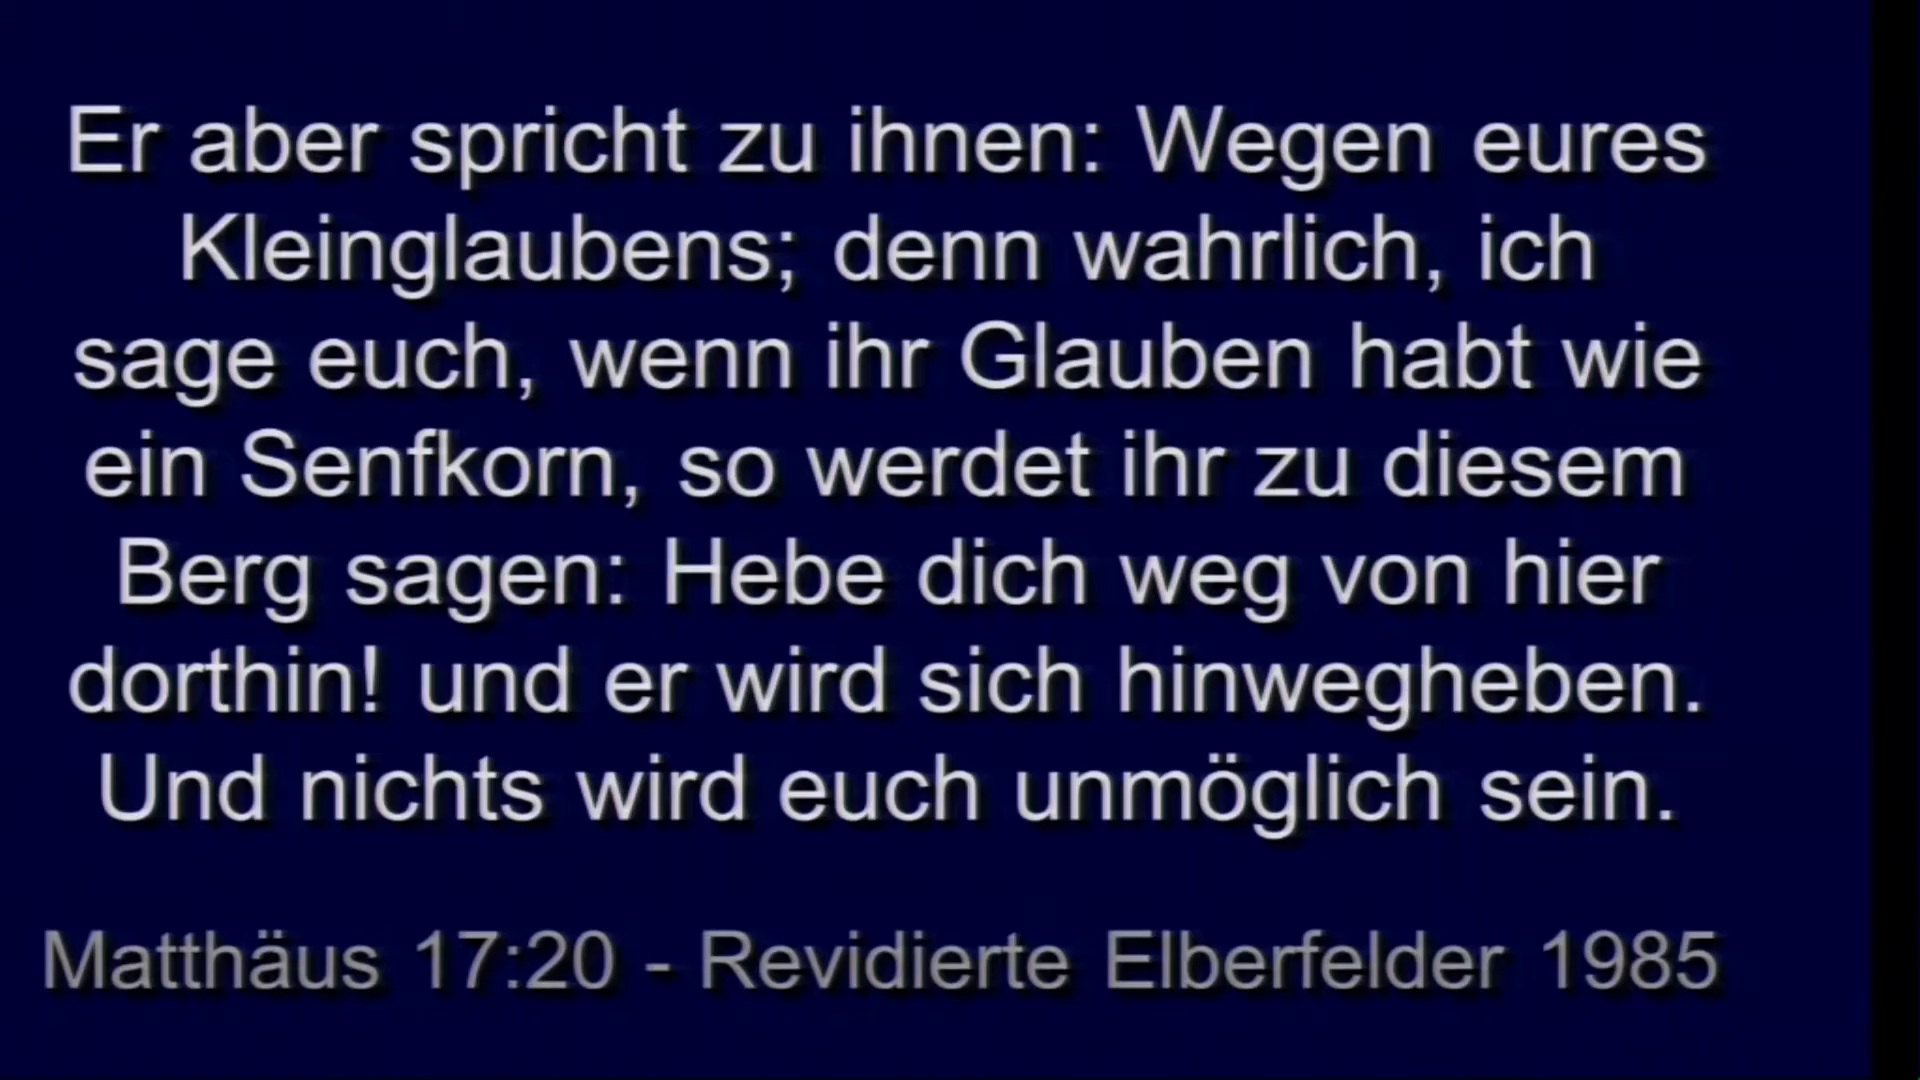 Er aber spricht zu ihnen: Wegen eures
Kleinglaubens; denn wahrlich, ich
sage euch, wenn ihr Glauben habt wie
ein Senfkorn, so werdet ihr zu diesem
Berg sagen: Hebe dich weg von hier
dorthin! und er wird sich hinwegheben.
Und nichts wird euch unmöglich sein.
Matthäus 17:20 - Revidierte Elberfelder 1985